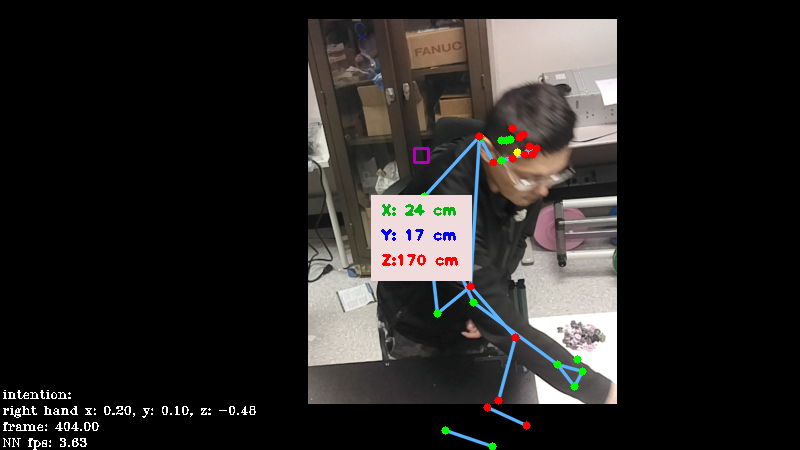 FANUC
X: 24 cm
Y: 17 cm
Z:170 cm
intention:
right hand x: 0.20, y: 0.10, z: -0.48
frame: 404.00
NN fps: 3.63